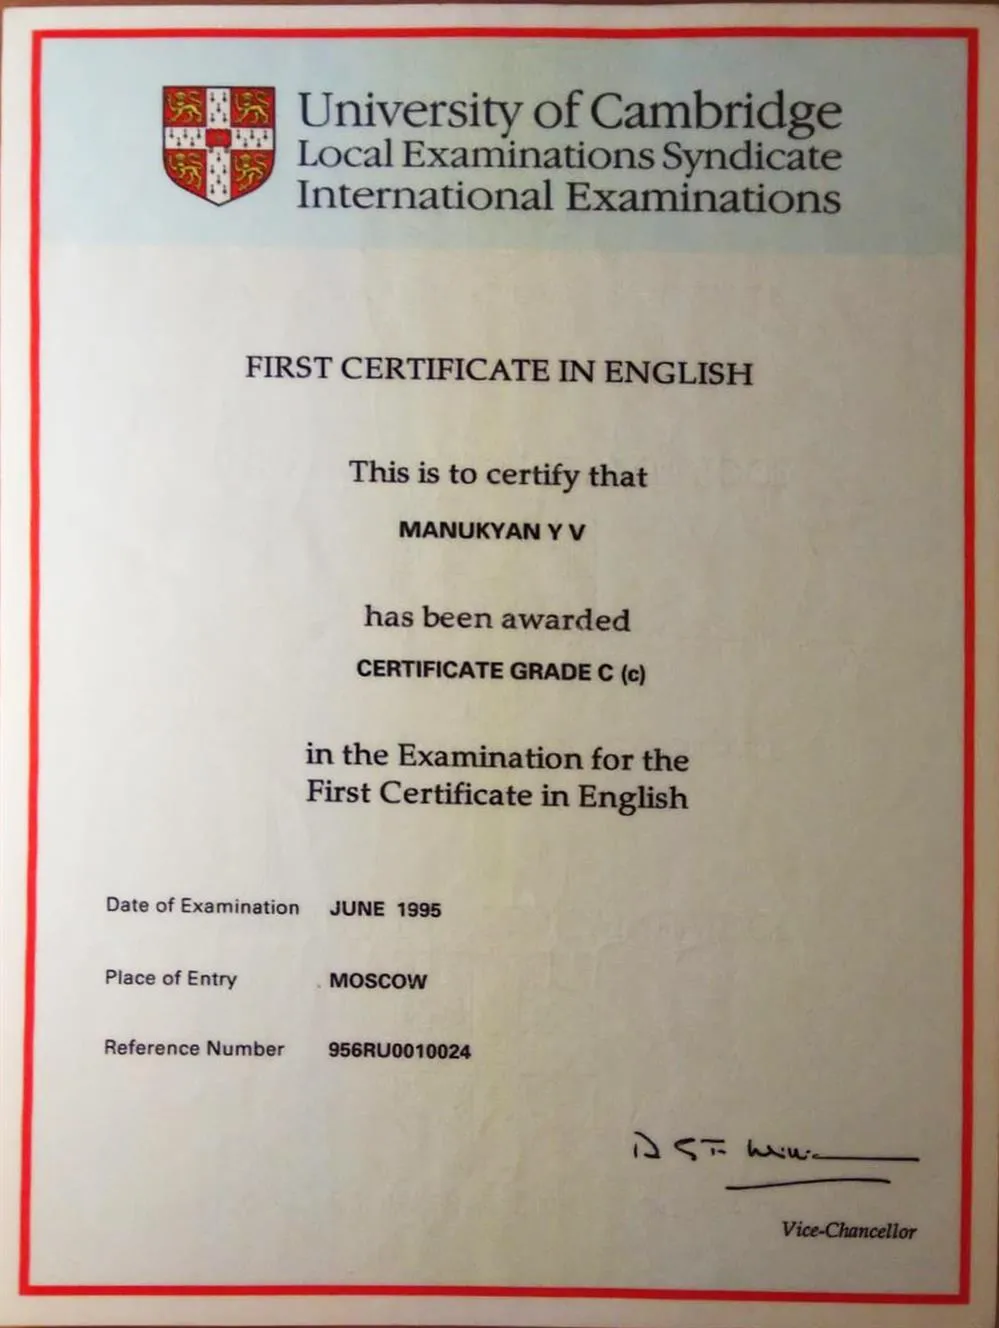 University of Cambridge
Local Examinations Syndicate
International Examinations
FIRST CERTIFICATE IN ENGLISH
This is to certify that
MANUKYAN Y V
has been awarded
CERTIFICATE GRADE C (c)
in the Examination for the
First Certificate in English
Date of Examination JUNE 1995
Place of Entry MOSCOW
Reference Number 956RU0010024
Vice-Chancellor